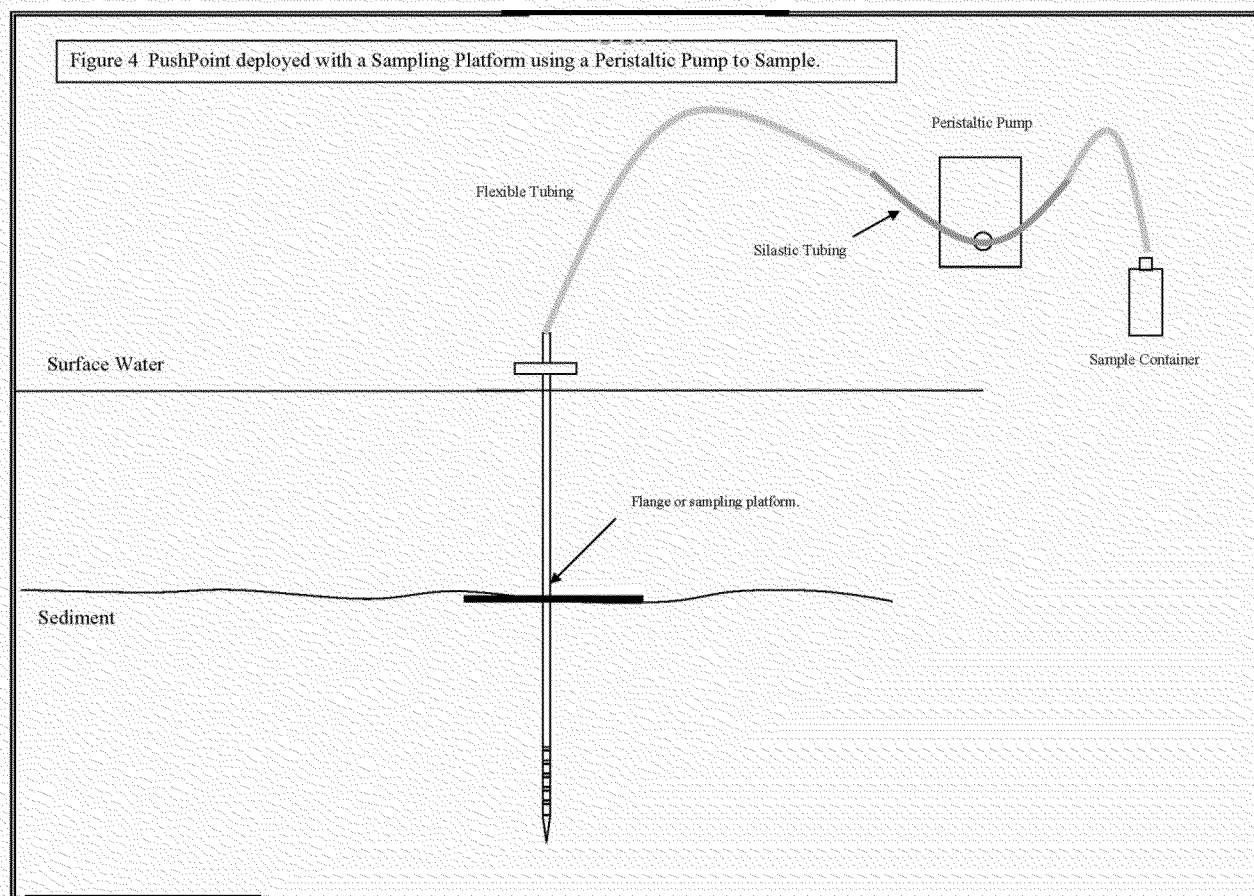 Figure 4 PushPoint deployed with a Sampling Platform using a Peristaltic Pump to Sample.
Peristaltic Pump
Flexible Tubing
Silastic Tubing
Surface Water
Sample Container
Flange or sampling platform.
Sediment